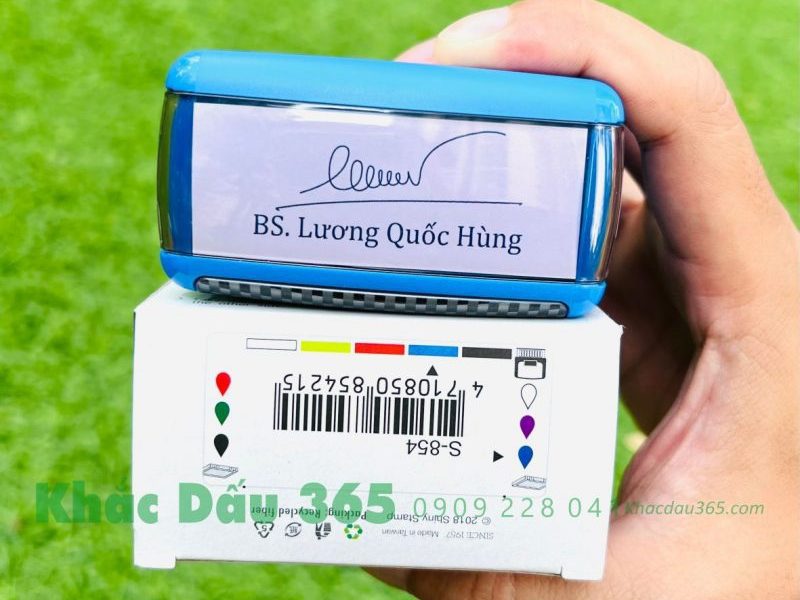 BS. Lương Quốc Hùng
4 710850 854215
S-854
Khắc Dấu 365 0909 228 041 khacdau365.com
© 2018 Shiny Stamp Packing: Recycled fiber
SINCE 1957 Made in Taiwan